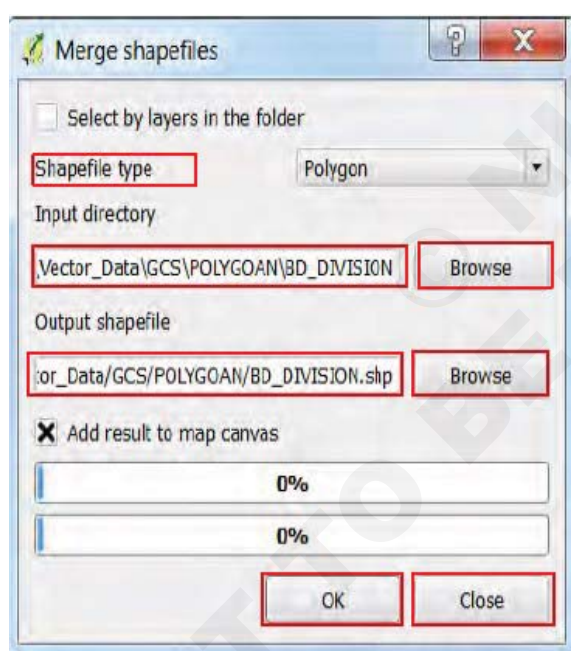 Merge shapefiles
Select by layers in the folder
Shapefile type Polygon
Input directory
Vector_Data\GCS\POLYGOAN\BD_DIVISION Browse
Output shapefile
tor_Data/GCS/POLYGOAN/BD_DIVISION.shp Browse
Add result to map canvas
0%
0%
OK Close